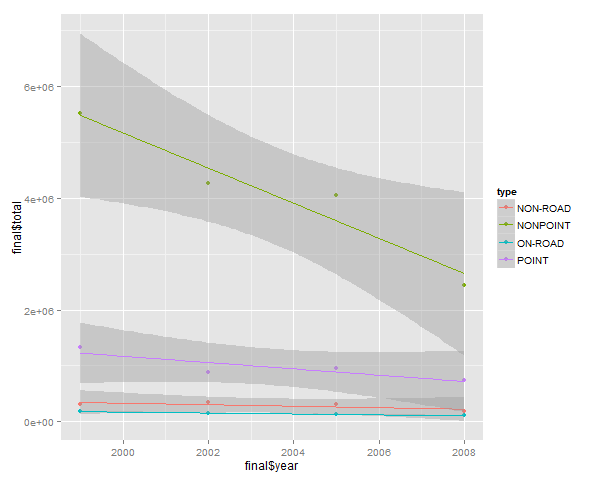 6e+06
4e+06
2e+06
0e+00
final$total
2000
2002
2004
2006
2008
final$year
type
NON-ROAD
NONPOINT
ON-ROAD
POINT